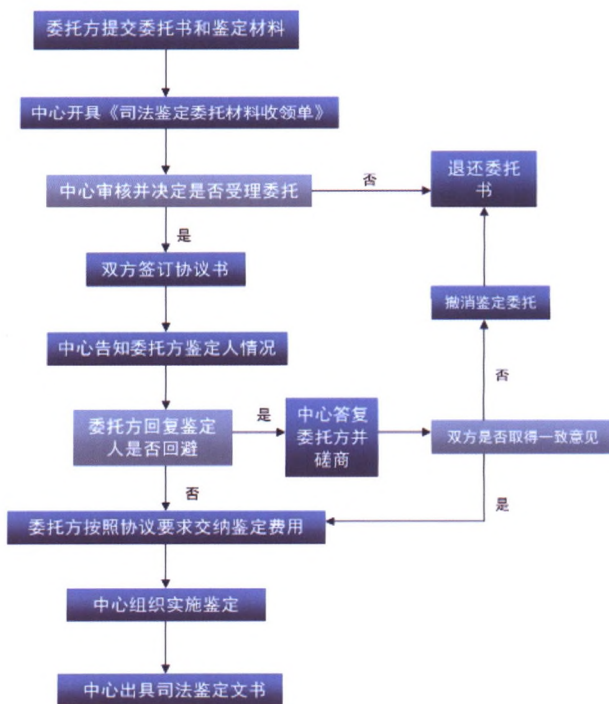 委托方提交委托书和鉴定材料
中心开具《司法鉴定委托材料收领单》
中心审核并决定是否受理委托
否
退还委托
书
是
双方签订协议书
撤消鉴定委托
中心告知委托方鉴定人情况
否
委托方回复鉴定
人是否回避
是
中心答复
委托方并
磋商
双方是否取得一致意见
否
是
委托方按照协议要求交纳鉴定费用
中心组织实施鉴定
中心出具司法鉴定文书